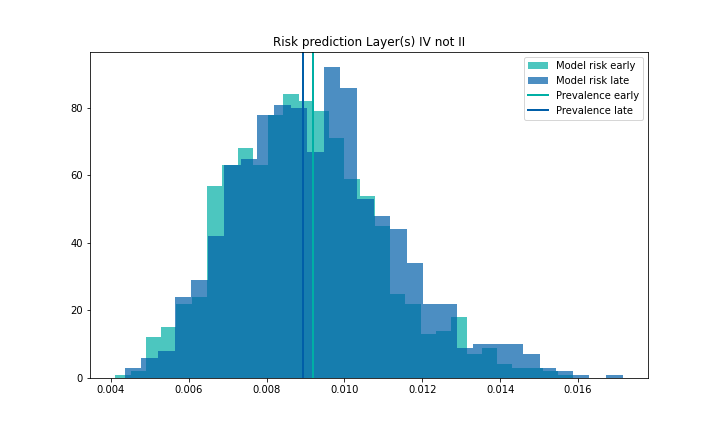 Risk prediction Layer(s) IV not II
Model risk early
Model risk late
Prevalence early
Prevalence late
80
60
40
20
0
0.004 0.006 0.008 0.010 0.012 0.014 0.016